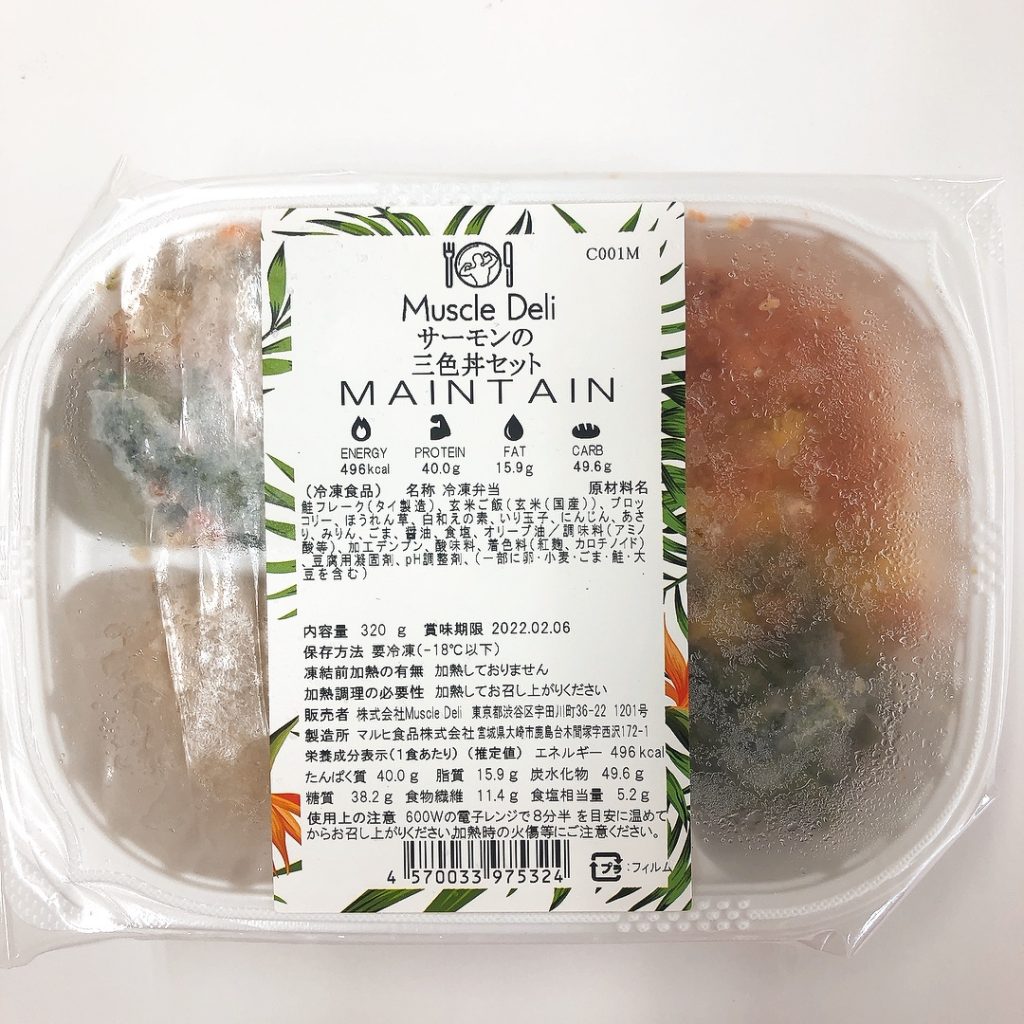 C001M
Muscle Deli
サーモンの
三色丼セット
MAINTAIN
ENERGY PROTEIN FAT CARB
496kcal 40.0g 15.9g 49.6g
(冷凍食品) 名称 冷凍弁当 原材料名
鮭フレーク(タイ製造)、玄米ご飯(玄米(国産))、ブロッ
コリー、ほうれん草、白和えの素、いり玉子、にんじん、あさ
り、みりん、ごま、醤油、食塩、オリーブ油/調味料(アミノ
酸等)、加工デンプン、酸味料、着色料(紅麹、カロチノイド)
、豆腐用凝固剤、pH調整剤、(一部に卵・小麦・ごま・鮭・大
豆を含む)
内容量 320 g 賞味期限 2022.02.06
保存方法 要冷凍(-18℃以下)
凍結前加熱の有無 加熱しておりません
加熱調理の必要性 加熱してお召し上がりください
販売者 株式会社Muscle Deli 東京都渋谷区宇田川町36-22 1201号
製造所 マルヒ食品株式会社 宮城県大崎市鹿島台木間塚字西沢172-1
栄養成分表示(1食あたり) (推定値) エネルギー 496kcal
たんぱく質 40.0g 脂質 15.9g 炭水化物 49.6g
糖質 38.2g 食物繊維 11.4g 食塩相当量 5.2g
使用上の注意 600Wの電子レンジで8分半 を目安に温めて
からお召し上がりください。加熱時の火傷等にご注意ください。
4 570033 975324
プラ :フィルム